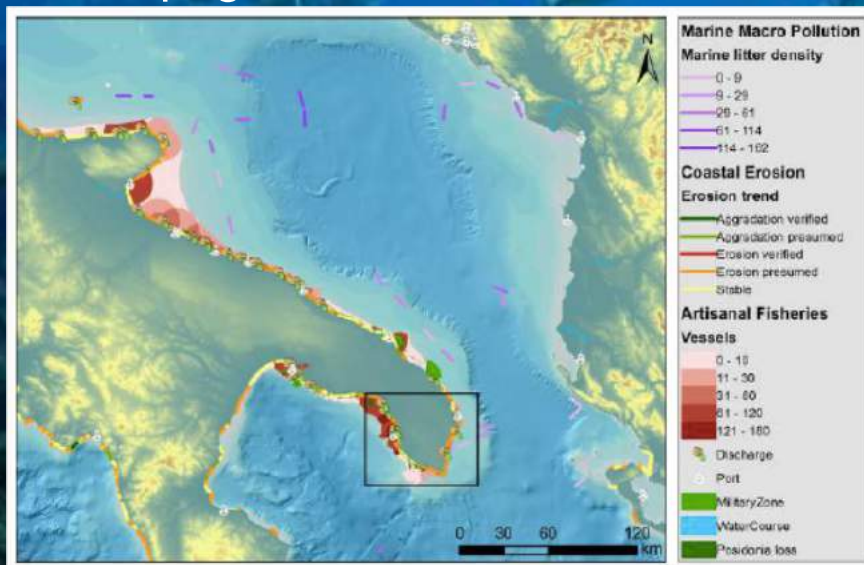 N
0 30 60 120
km
Marine Macro Pollution
Marine litter density
0 - 9
9 - 29
29 - 61
61 - 114
114 - 162
Coastal Erosion
Erosion trend
Aggradation verified
Aggradation presumed
Erosion verified
Erosion presumed
Stable
Artisanal Fisheries
Vessels
0 - 10
11 - 30
31 - 60
61 - 120
121 - 180
Discharge
Port
MilitaryZone
WaterCourse
Posidonia loss